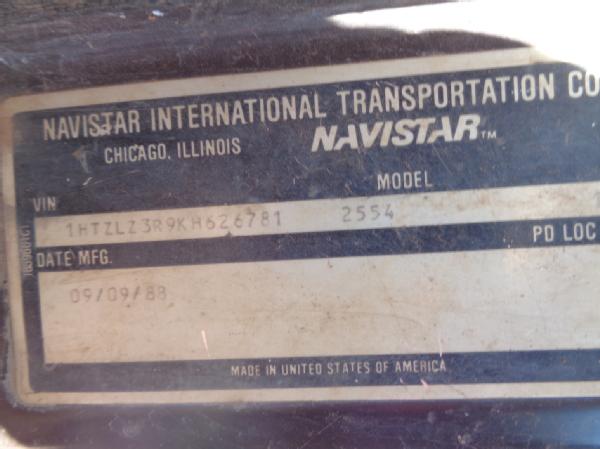 NAVISTAR INTERNATIONAL TRANSPORTATION CO
CHICAGO, ILLINOIS NAVISTAR™
VIN MODEL
1HTZLZ3R9KH626781 2554
DATE MFG. PD LOC
09/09/88
MADE IN UNITED STATES OF AMERICA